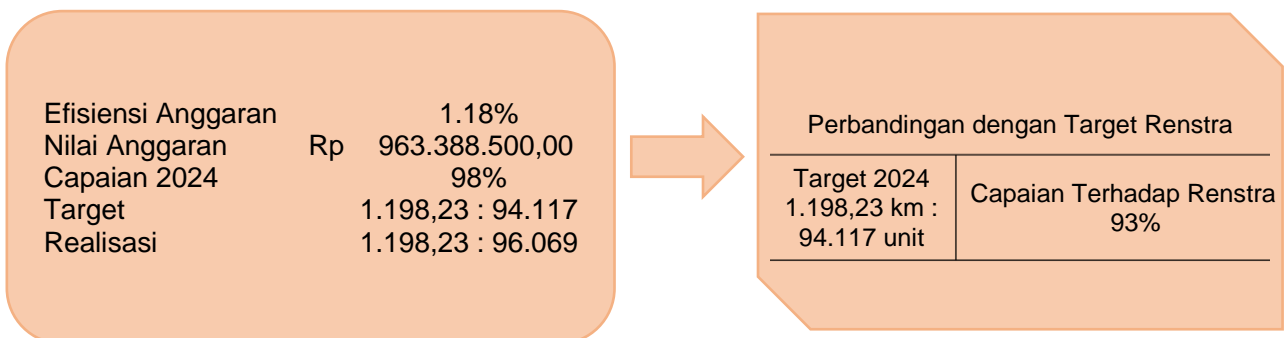 Efisiensi Anggaran 1.18%
Nilai Anggaran Rp 963.388.500,00
Capaian 2024 98%
Target 1.198,23 : 94.117
Realisasi 1.198,23 : 96.069
Perbandingan dengan Target Renstra
Target 2024
1.198,23 km :
94.117 unit
Capaian Terhadap Renstra
93%